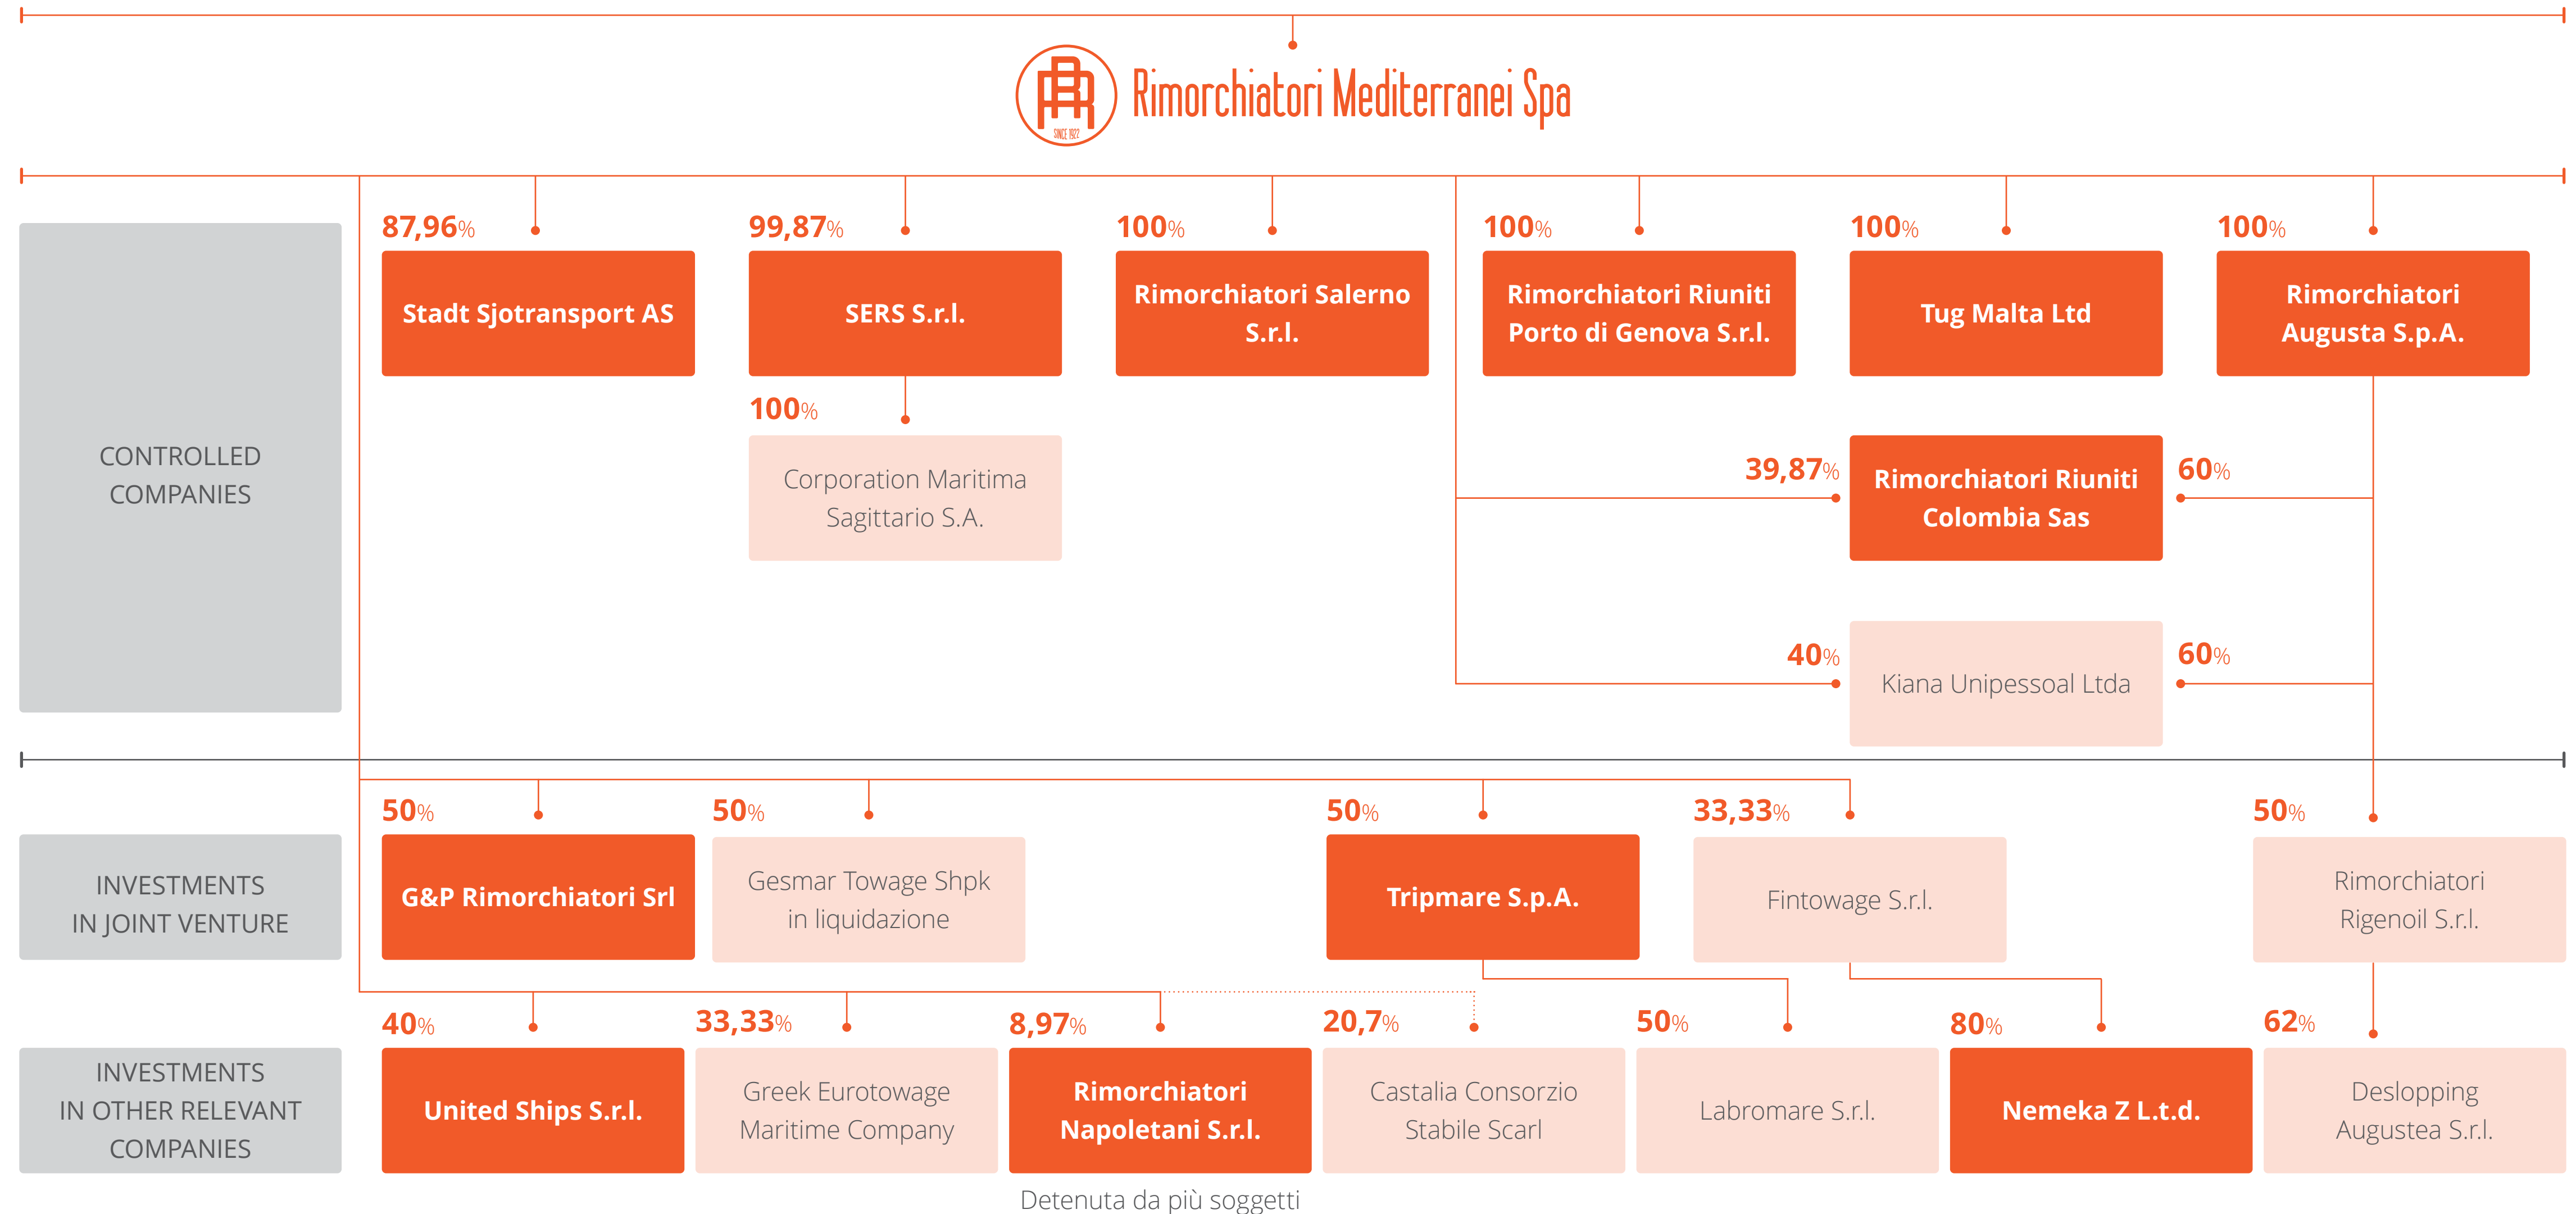 SINCE 1922
Rimorchiatori Mediterranei Spa
CONTROLLED
COMPANIES
87,96%
Stadt Sjotransport AS
99,87%
SERS S.r.l.
100%
Corporation Maritima
Sagittario S.A.
100%
Rimorchiatori Salerno
S.r.l.
100%
Rimorchiatori Riuniti
Porto di Genova S.r.l.
100%
Tug Malta Ltd
100%
Rimorchiatori
Augusta S.p.A.
39,87%
Rimorchiatori Riuniti
Colombia Sas
60%
40%
Kiana Unipessoal Ltda
60%
INVESTMENTS
IN JOINT VENTURE
50%
G&P Rimorchiatori Srl
50%
Gesmar Towage Shpk
in liquidazione
50%
Tripmare S.p.A.
33,33%
Fintowage S.r.l.
50%
Rimorchiatori
Rigenoil S.r.l.
INVESTMENTS
IN OTHER RELEVANT
COMPANIES
40%
United Ships S.r.l.
33,33%
Greek Eurotowage
Maritime Company
8,97%
Rimorchiatori
Napoletani S.r.l.
20,7%
Castalia Consorzio
Stabile Scarl
50%
Labromare S.r.l.
80%
Nemeka Z L.t.d.
62%
Deslopping
Augustea S.r.l.
Detenuta da più soggetti